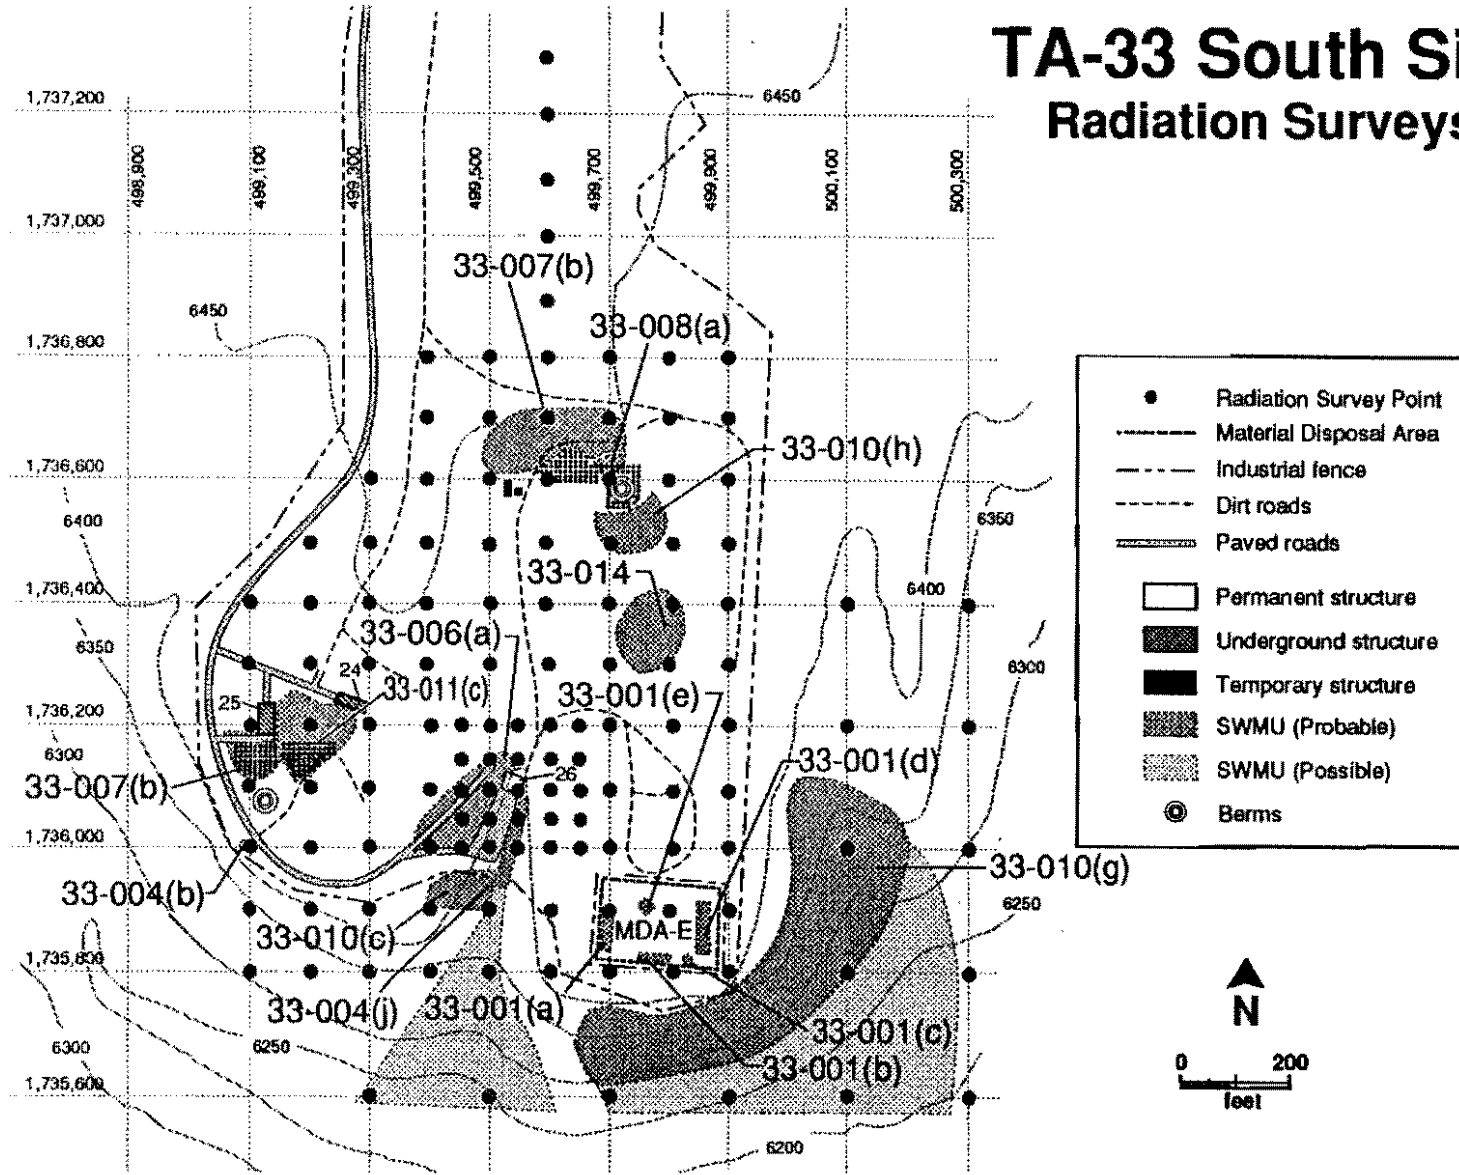 TA-33 South Si
Radiation Surveys
6450
1,737,200
498,900
499,100
499,300
499,500
499,700
499,900
500,100
500,300
1,737,000
33-007(b)
6450
33-008(a)
1,736,800
33-010(h)
1,736,600
6400
6350
33-014
6400
1,736,400
33-006(a)
6350
6300
24
33-011(c)
33-001(e)
25
1,736,200
6300
33-001(d)
26
33-007(b)
1,736,000
33-010(g)
33-004(b)
6250
33-010(c)
MDA-E
1,735,800
33-004(j)
33-001(a)
33-001(c)
6300
6250
33-001(b)
1,735,600
6200
Radiation Survey Point
Material Disposal Area
Industrial fence
Dirt roads
Paved roads
Permanent structure
Underground structure
Temporary structure
SWMU (Probable)
SWMU (Possible)
Berms
N
0 200
feet